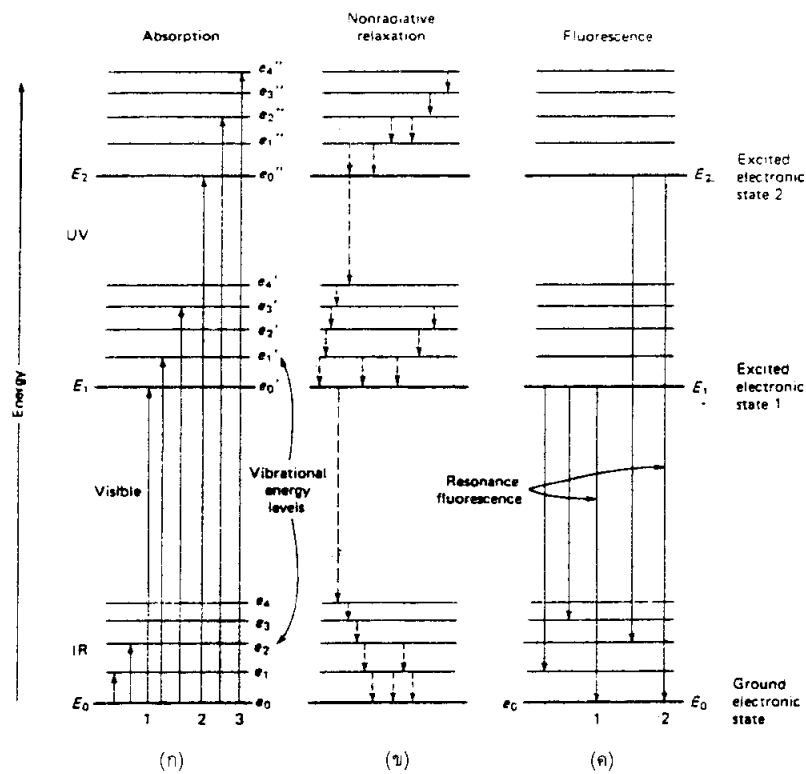 Absorption
Nonradiative
relaxation
Fluorescence
Energy
e₄''
e₃''
e₂''
e₁''
E₂
e₀''
UV
e₄'
e₃'
e₂'
e₁'
E₁
e₀'
Visible
Vibrational
energy
levels
e₄
e₃
IR
e₂
e₁
E₀
e₀
1
2
3
E₂
Excited
electronic
state 2
E₁
Excited
electronic
state 1
Resonance
fluorescence
e₀
E₀
Ground
electronic
state
1
2
(ก)
(ข)
(ค)